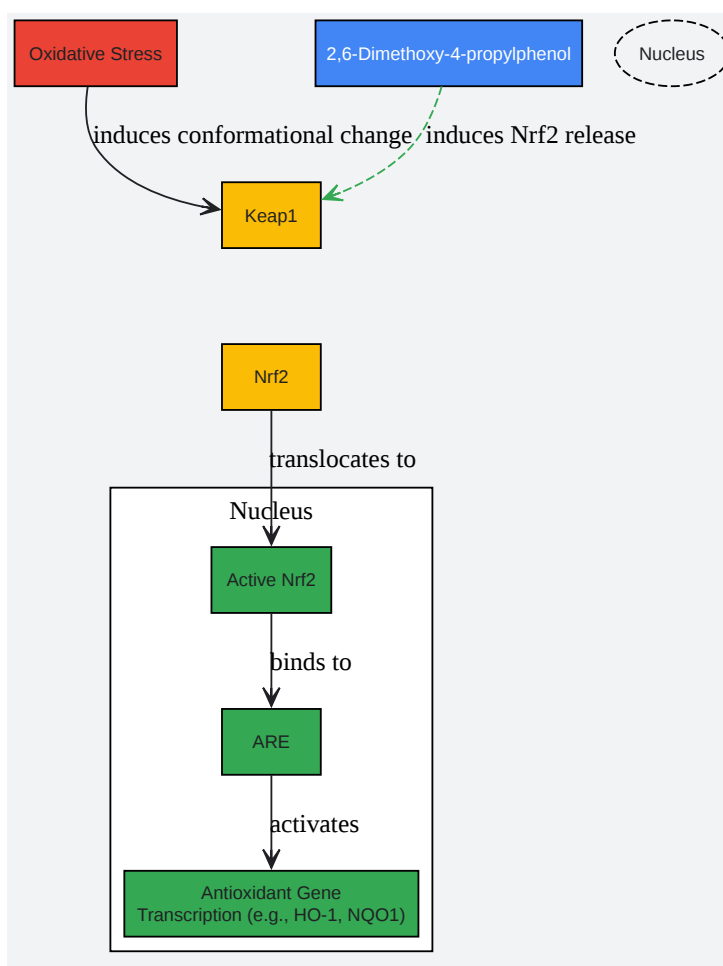 Oxidative Stress
2,6-Dimethoxy-4-propylphenol
Nucleus
induces conformational change
induces Nrf2 release
Keap1
Nrf2
translocates to
Nucleus
Active Nrf2
binds to
ARE
activates
Antioxidant Gene
Transcription (e.g., HO-1, NQO1)